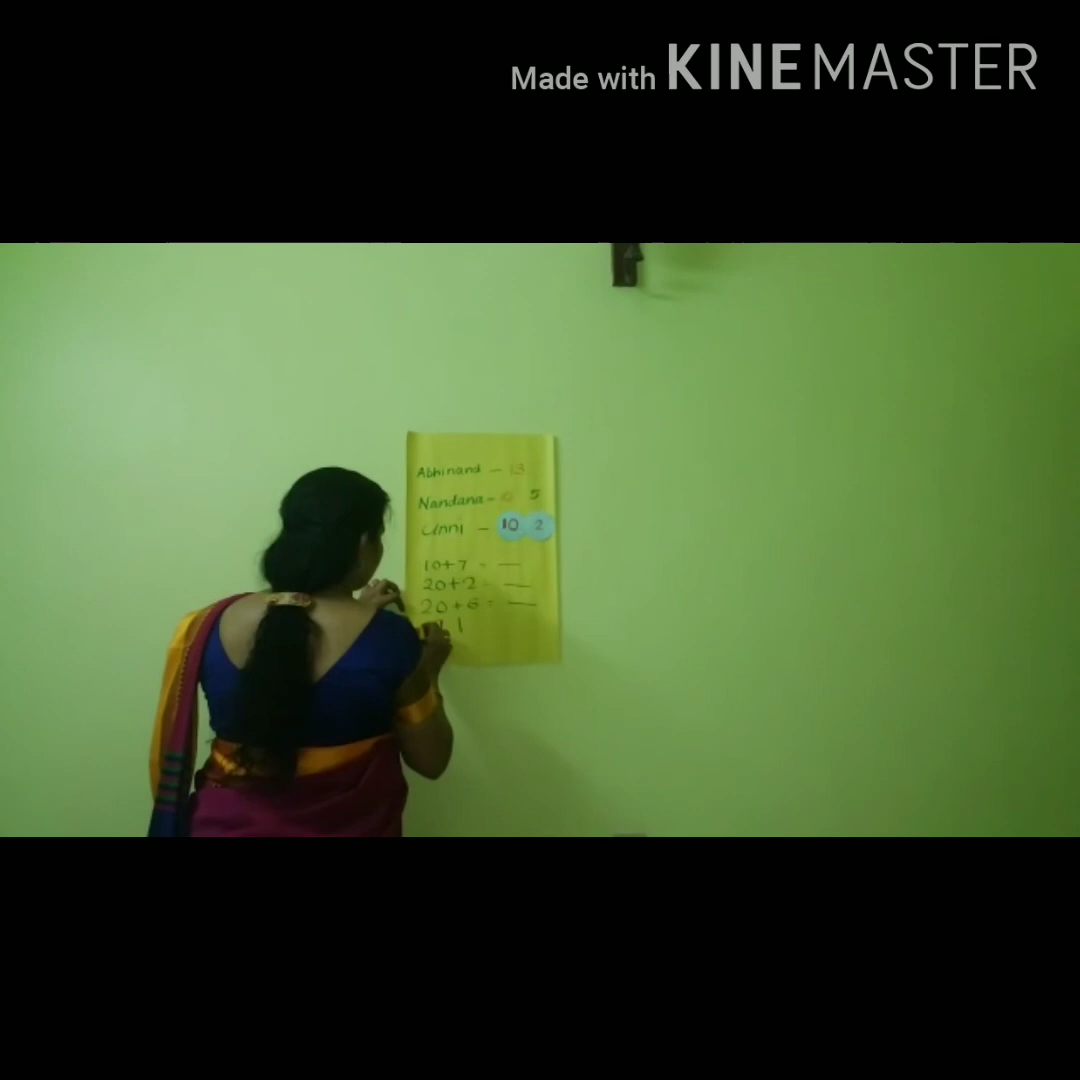 Made with KINEMASTER
Abhinand - 13
Nandana - 10 5
Unni - 10 2
10+7 = —
20+2 = —
20+6 = —